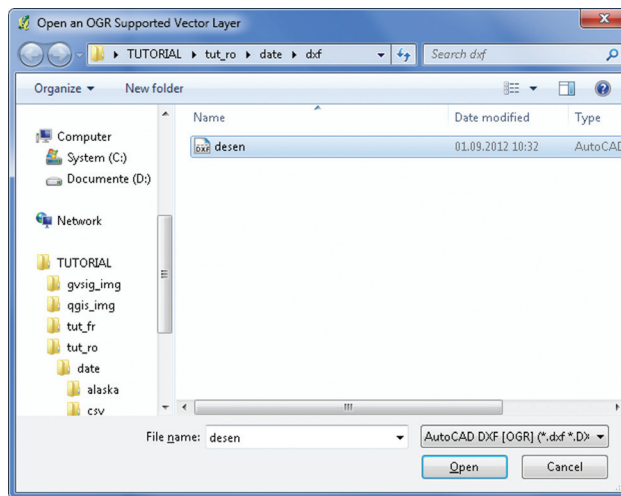 Open an OGR Supported Vector Layer
TUTORIAL tut_ro date dxf
Search dxf
Organize New folder
Computer
System (C:)
Documente (D:)
Network
TUTORIAL
gvsig_img
qgis_img
tut_fr
tut_ro
date
alaska
csv
Name Date modified Type
DXF desen 01.09.2012 10:32 AutoCAD
File name: desen
AutoCAD DXF [OGR] (*.dxf *.DX
Open Cancel